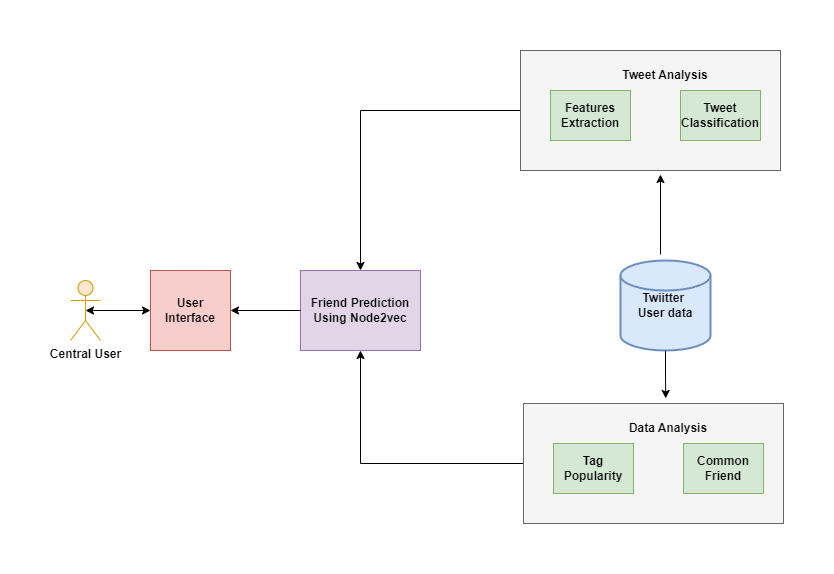 Tweet Analysis
Features
Extraction
Tweet
Classification
User
Interface
Central User
Friend Prediction
Using Node2vec
Twiitter
User data
Data Analysis
Tag
Popularity
Common
Friend